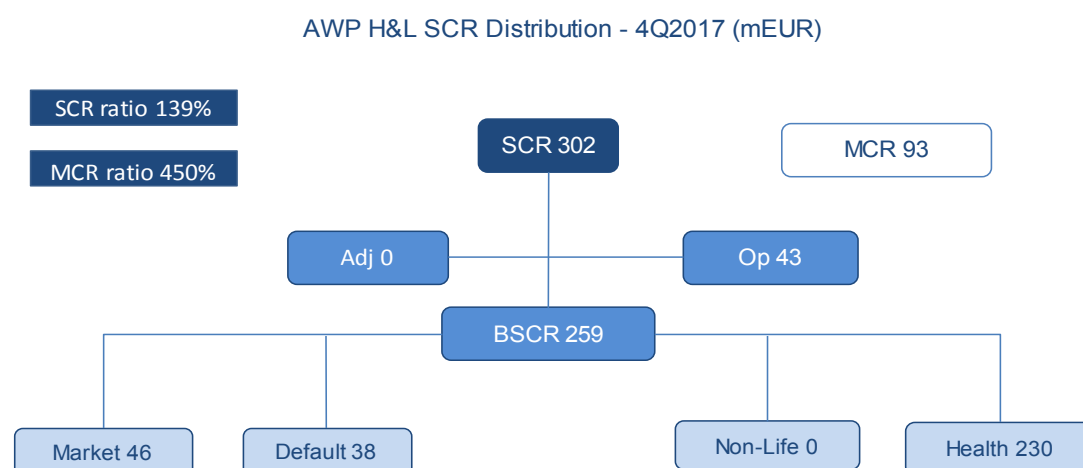 AWP H&L SCR Distribution - 4Q2017 (mEUR)
SCR ratio 139%
MCR ratio 450%
SCR 302
MCR 93
Adj 0
Op 43
BSCR 259
Market 46
Default 38
Non-Life 0
Health 230